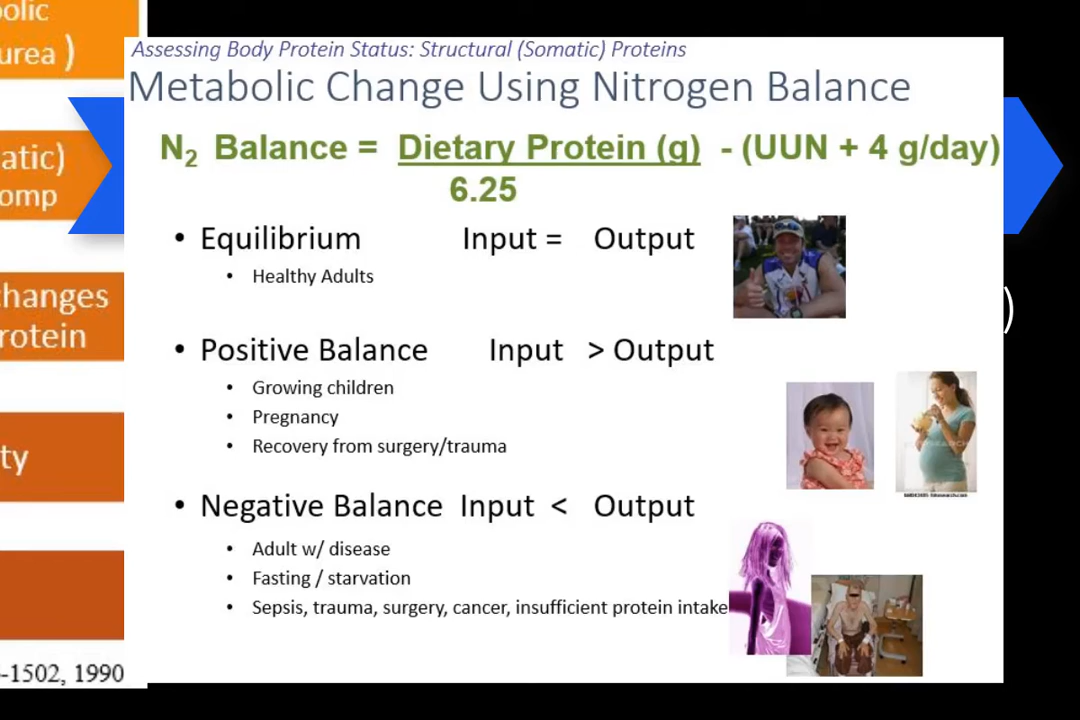 olic
urea )
atic)
omp
hanges
rotein
ty
-1502, 1990
Assessing Body Protein Status: Structural (Somatic) Proteins
Metabolic Change Using Nitrogen Balance
N2 Balance = Dietary Protein (g) - (UUN + 4 g/day)
6.25
• Equilibrium Input = Output
• Healthy Adults
• Positive Balance Input > Output
• Growing children
• Pregnancy
• Recovery from surgery/trauma
• Negative Balance Input < Output
• Adult w/ disease
• Fasting / starvation
• Sepsis, trauma, surgery, cancer, insufficient protein intake
)